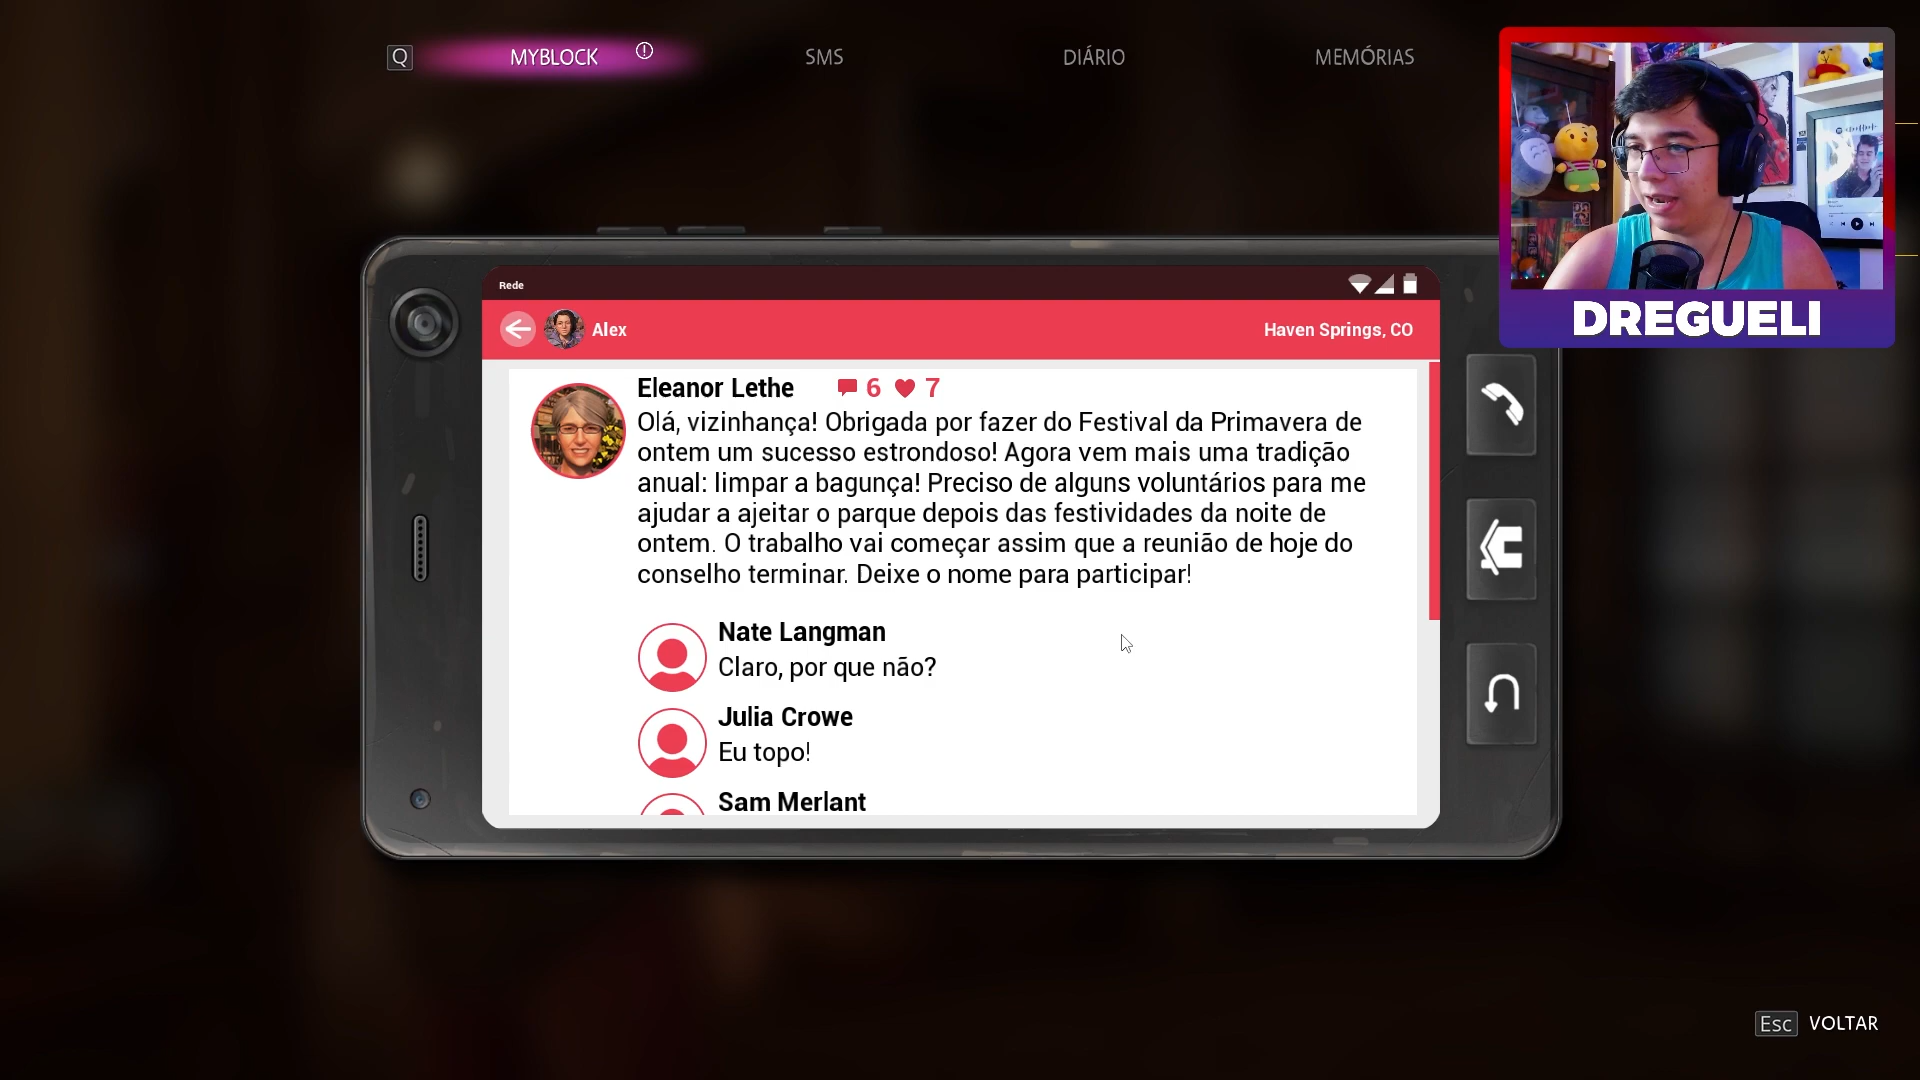 Q MYBLOCK SMS DIÁRIO MEMÓRIAS
DREGUELI
Rede
Alex
Haven Springs, CO
Eleanor Lethe 6 7
Olá, vizinhança! Obrigada por fazer do Festival da Primavera de
ontem um sucesso estrondoso! Agora vem mais uma tradição
anual: limpar a bagunça! Preciso de alguns voluntários para me
ajudar a ajeitar o parque depois das festividades da noite de
ontem. O trabalho vai começar assim que a reunião de hoje do
conselho terminar. Deixe o nome para participar!
Nate Langman
Claro, por que não?
Julia Crowe
Eu topo!
Sam Merlant
Esc VOLTAR